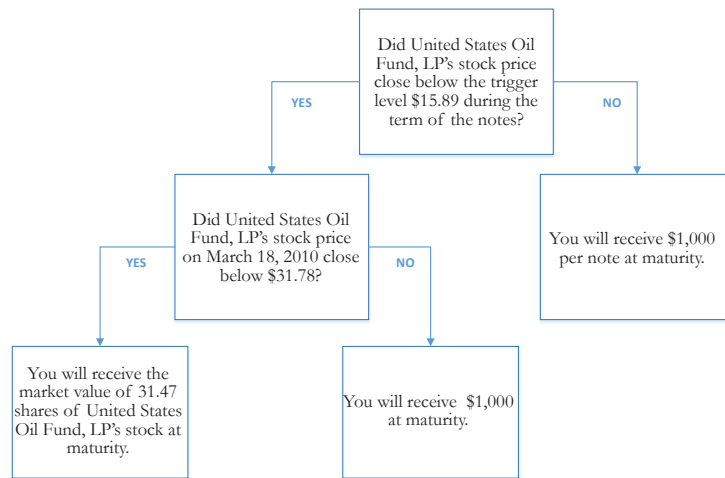 Did United States Oil
Fund, LP's stock price
close below the trigger
level $15.89 during the
term of the notes?
YES
NO
Did United States Oil
Fund, LP's stock price
on March 18, 2010 close
below $31.78?
You will receive $1,000
per note at maturity.
YES
NO
You will receive the
market value of 31.47
shares of United States
Oil Fund, LP's stock at
maturity.
You will receive $1,000
at maturity.